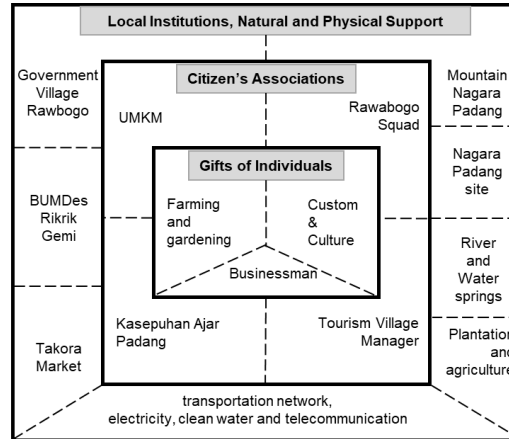 Local Institutions, Natural and Physical Support
Government
Village
Rawbogo
BUMDes
Rikrik
Gemi
Takora
Market
Citizen's Associations
UMKM
Rawabogo
Squad
Gifts of Individuals
Farming
and
gardening
Custom
&
Culture
Businessman
Kasepuhan Ajar
Padang
Tourism Village
Manager
Mountain
Nagara
Padang
Nagara
Padang
site
River
and
Water
springs
Plantation
and
agriculture
transportation network,
electricity, clean water and telecommunication